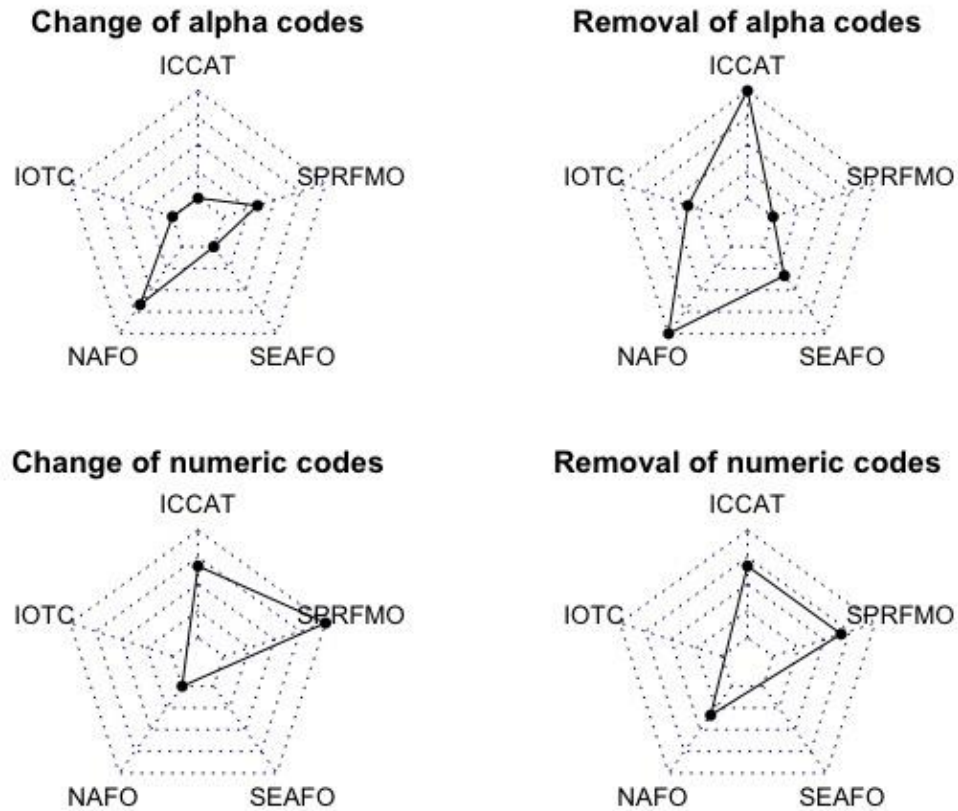 Change of alpha codes
ICCAT
IOTC
SPRFMO
NAFO
SEAFO
Removal of alpha codes
ICCAT
IOTC
SPRFMO
NAFO
SEAFO
Change of numeric codes
ICCAT
IOTC
SPRFMO
NAFO
SEAFO
Removal of numeric codes
ICCAT
IOTC
SPRFMO
NAFO
SEAFO